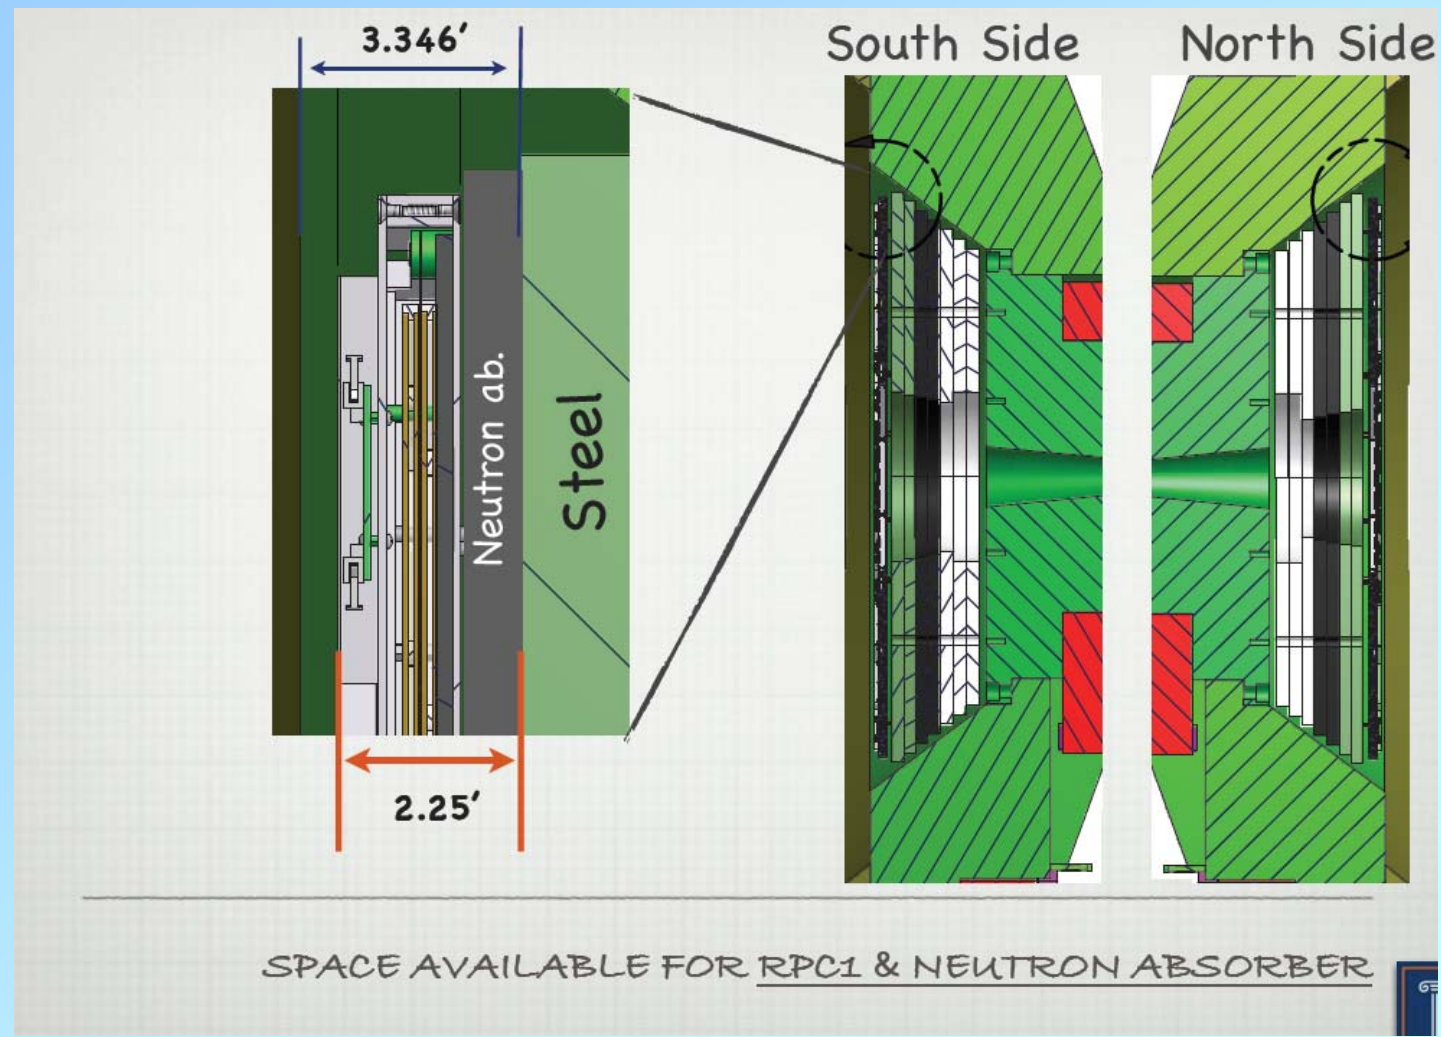 3.346′
South Side
North Side
Neutron ab.
Steel
2.25′
SPACE AVAILABLE FOR RPC1 & NEUTRON ABSORBER